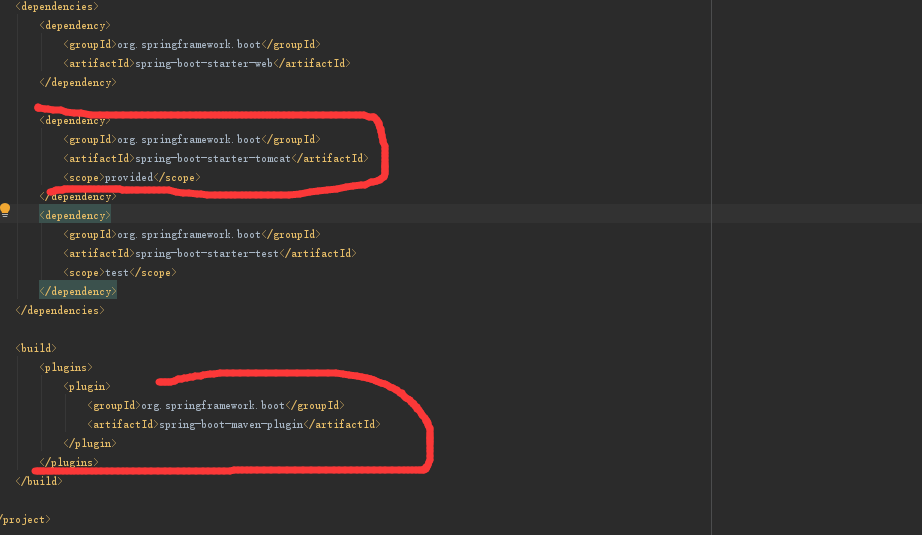 <dependencies>
<dependency>
<groupId>org.springframework.boot</groupId>
<artifactId>spring-boot-starter-web</artifactId>
</dependency>
<dependency>
<groupId>org.springframework.boot</groupId>
<artifactId>spring-boot-starter-tomcat</artifactId>
<scope>provided</scope>
</dependency>
<dependency>
<groupId>org.springframework.boot</groupId>
<artifactId>spring-boot-starter-test</artifactId>
<scope>test</scope>
</dependency>
</dependencies>
<build>
<plugins>
<plugin>
<groupId>org.springframework.boot</groupId>
<artifactId>spring-boot-maven-plugin</artifactId>
</plugin>
</plugins>
</build>
/project>